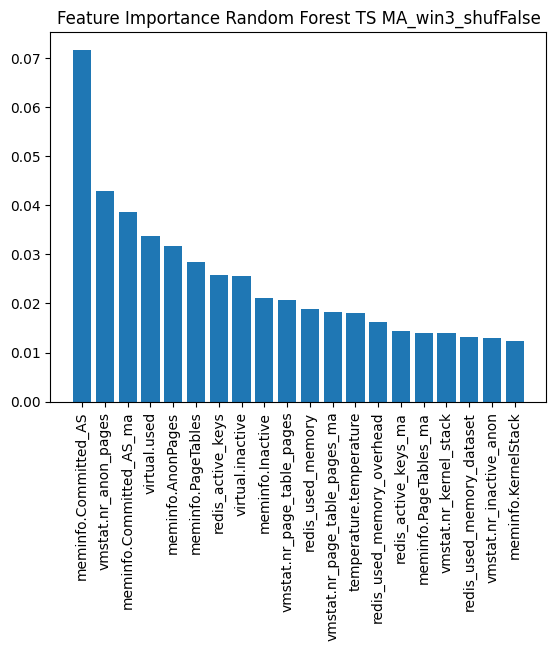 Feature Importance Random Forest TS MA_win3_shufFalse
0.07
0.06
0.05
0.04
0.03
0.02
0.01
0.00
meminfo.Committed_AS
vmstat.nr_anon_pages
meminfo.Committed_AS_ma
virtual.used
meminfo.AnonPages
meminfo.PageTables
redis_active_keys
virtual.inactive
meminfo.Inactive
vmstat.nr_page_table_pages
redis_used_memory
vmstat.nr_page_table_pages_ma
temperature.temperature
redis_used_memory_overhead
redis_active_keys_ma
meminfo.PageTables_ma
vmstat.nr_kernel_stack
redis_used_memory_dataset
vmstat.nr_inactive_anon
meminfo.KernelStack